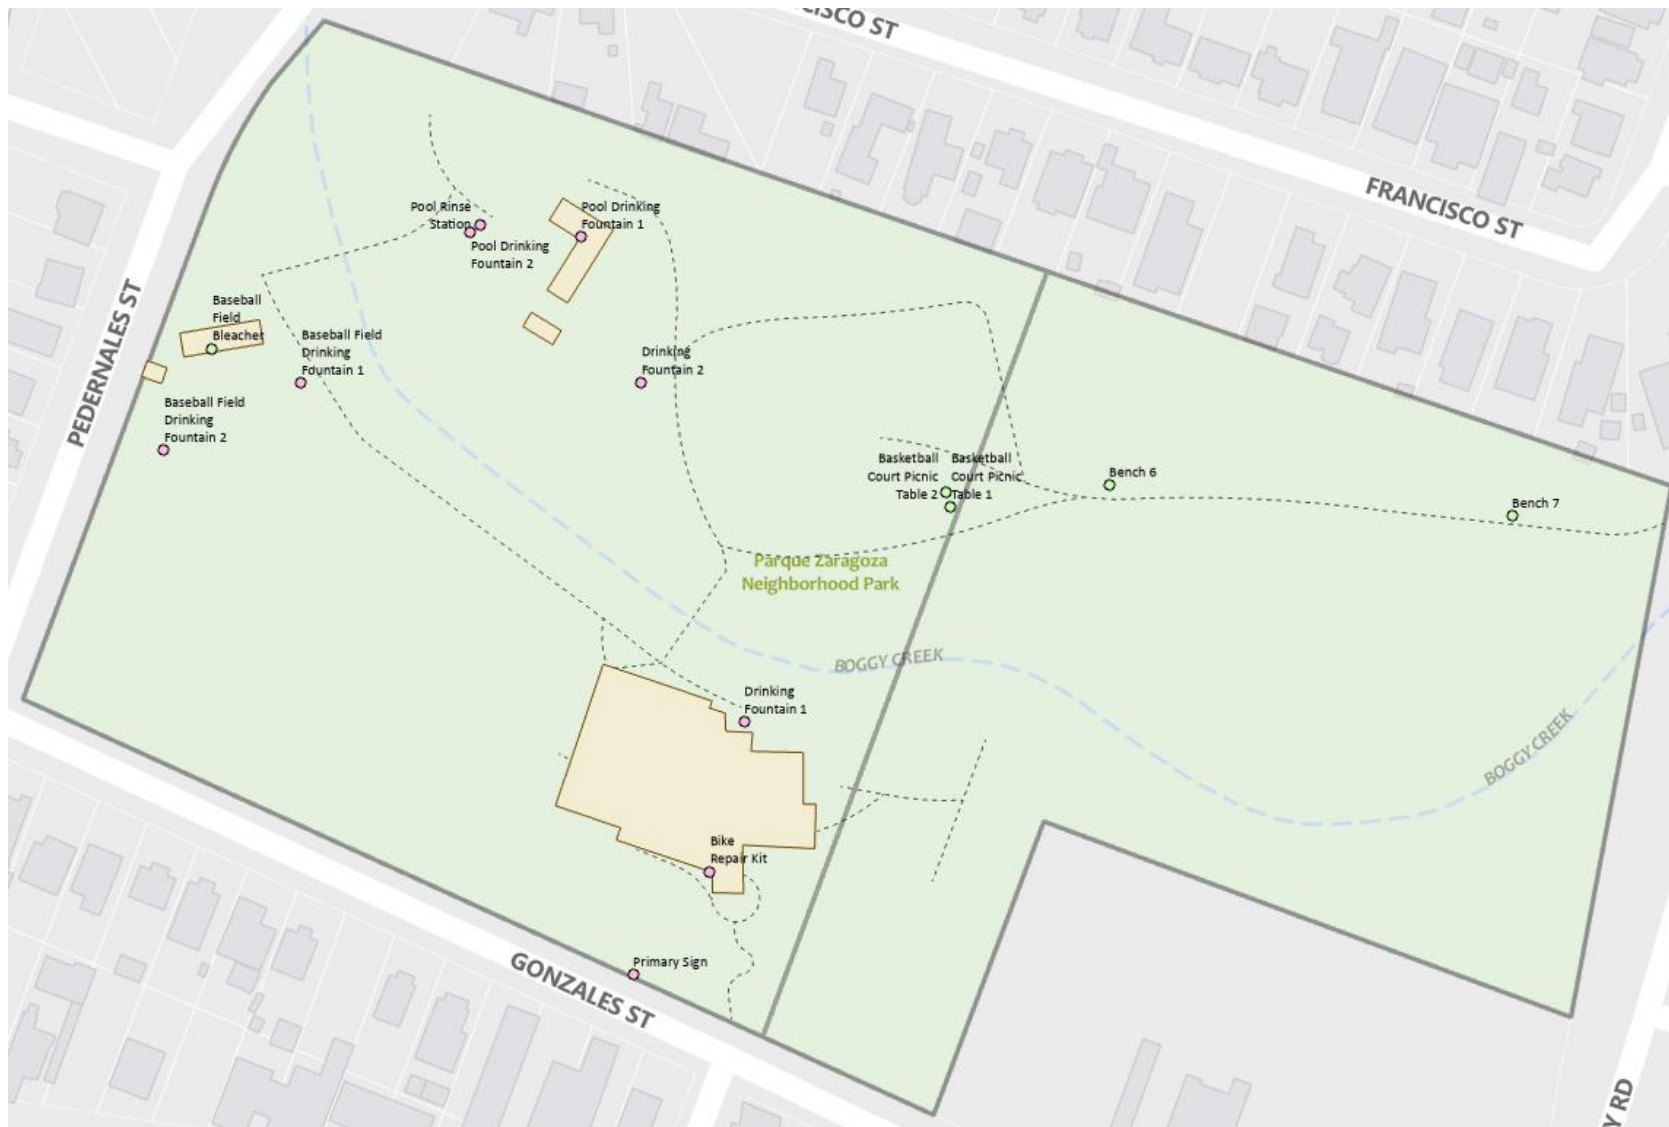 CISCO ST
FRANCISCO ST
Pool Rinse
Station
Pool Drinking
Fountain 1
Pool Drinking
Fountain 2
PEDERNALES ST
Baseball
Field
Bleacher
Baseball Field
Drinking
Fountain 1
Drinking
Fountain 2
Baseball Field
Drinking
Fountain 2
Basketball
Court Picnic
Table 2
Basketball
Court Picnic
Table 1
Bench 6
Bench 7
Parque Zaragoza
Neighborhood Park
BOGGY CREEK
BOGGY CREEK
Drinking
Fountain 1
Bike
Repair Kit
Primary Sign
GONZALES ST
Y RD